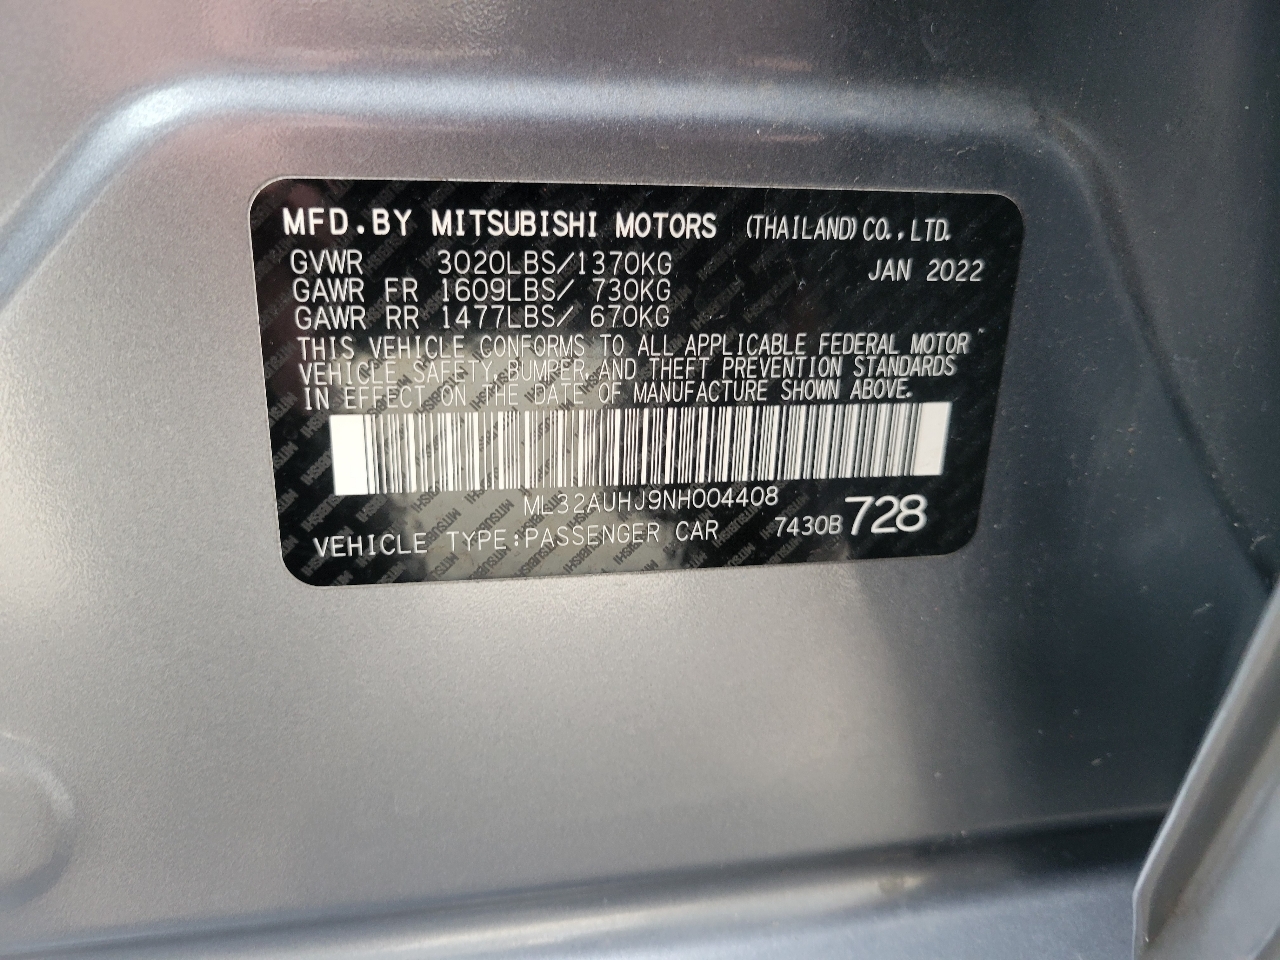 MFD.BY MITSUBISHI MOTORS (THAILAND) CO.,LTD.
GVWR 3020LBS/1370KG JAN 2022
GAWR FR 1609LBS/ 730KG
GAWR RR 1477LBS/ 670KG
THIS VEHICLE CONFORMS TO ALL APPLICABLE FEDERAL MOTOR
VEHICLE SAFETY, BUMPER, AND THEFT PREVENTION STANDARDS
IN EFFECT ON THE DATE OF MANUFACTURE SHOWN ABOVE.
ML32AUHJ9NH004408
VEHICLE TYPE:PASSENGER CAR 7430B 728